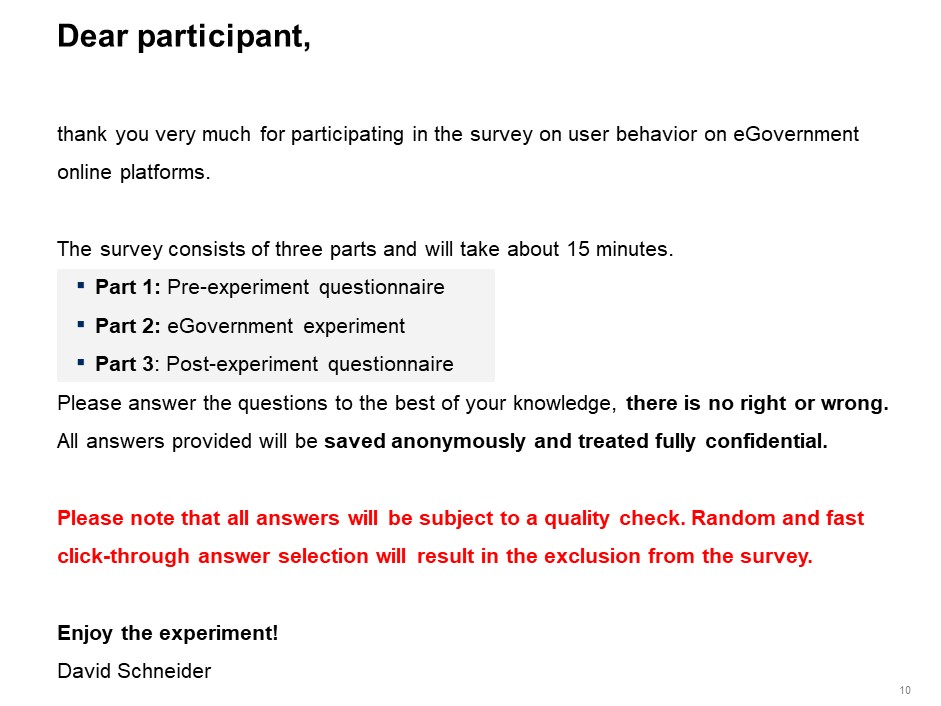 Dear participant,
thank you very much for participating in the survey on user behavior on eGovernment
online platforms.
The survey consists of three parts and will take about 15 minutes.
▪ Part 1: Pre-experiment questionnaire
▪ Part 2: eGovernment experiment
▪ Part 3: Post-experiment questionnaire
Please answer the questions to the best of your knowledge, there is no right or wrong.
All answers provided will be saved anonymously and treated fully confidential.
Please note that all answers will be subject to a quality check. Random and fast
click-through answer selection will result in the exclusion from the survey.
Enjoy the experiment!
David Schneider
10